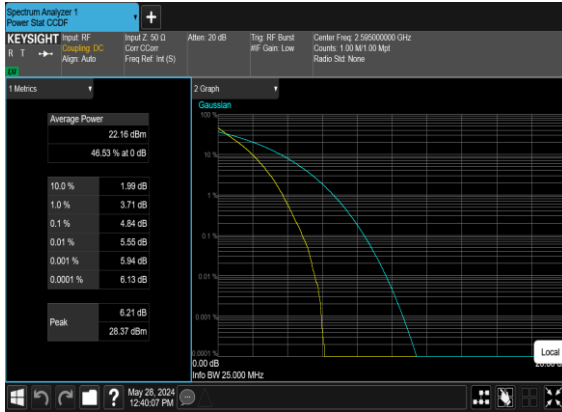 Spectrum Analyzer 1
Power Stat CCDF
+
KEYSIGHT
R T
LXI
Input: RF
Coupling: DC
Align: Auto
Input Z: 50 Ω
Corr CCorr
Freq Ref: Int (S)
Atten: 20 dB
Trig: RF Burst
#IF Gain: Low
Center Freq: 2.595000000 GHz
Counts: 1.00 M/1.00 Mpt
Radio Std: None
1 Metrics
Average Power
22.16 dBm
46.53 % at 0 dB
10.0 % 1.99 dB
1.0 % 3.71 dB
0.1 % 4.84 dB
0.01 % 5.55 dB
0.001 % 5.94 dB
0.0001 % 6.13 dB
Peak
6.21 dB
28.37 dBm
2 Graph
Gaussian
100 %
10 %
1 %
0.1 %
0.01 %
0.001 %
0.0001 %
0.00 dB
Info BW 25.000 MHz
Local
May 28, 2024
12:40:07 PM
?